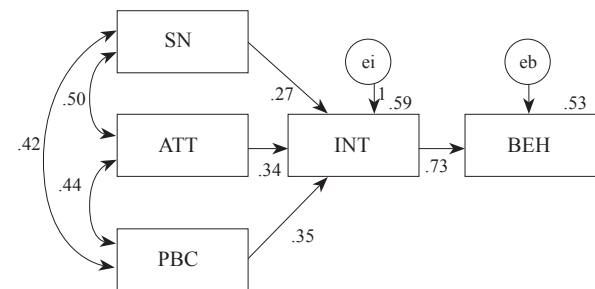 SN
ei
eb
.50
.27
1
.59
.53
.42
ATT
INT
BEH
.44
.34
.73
.35
PBC